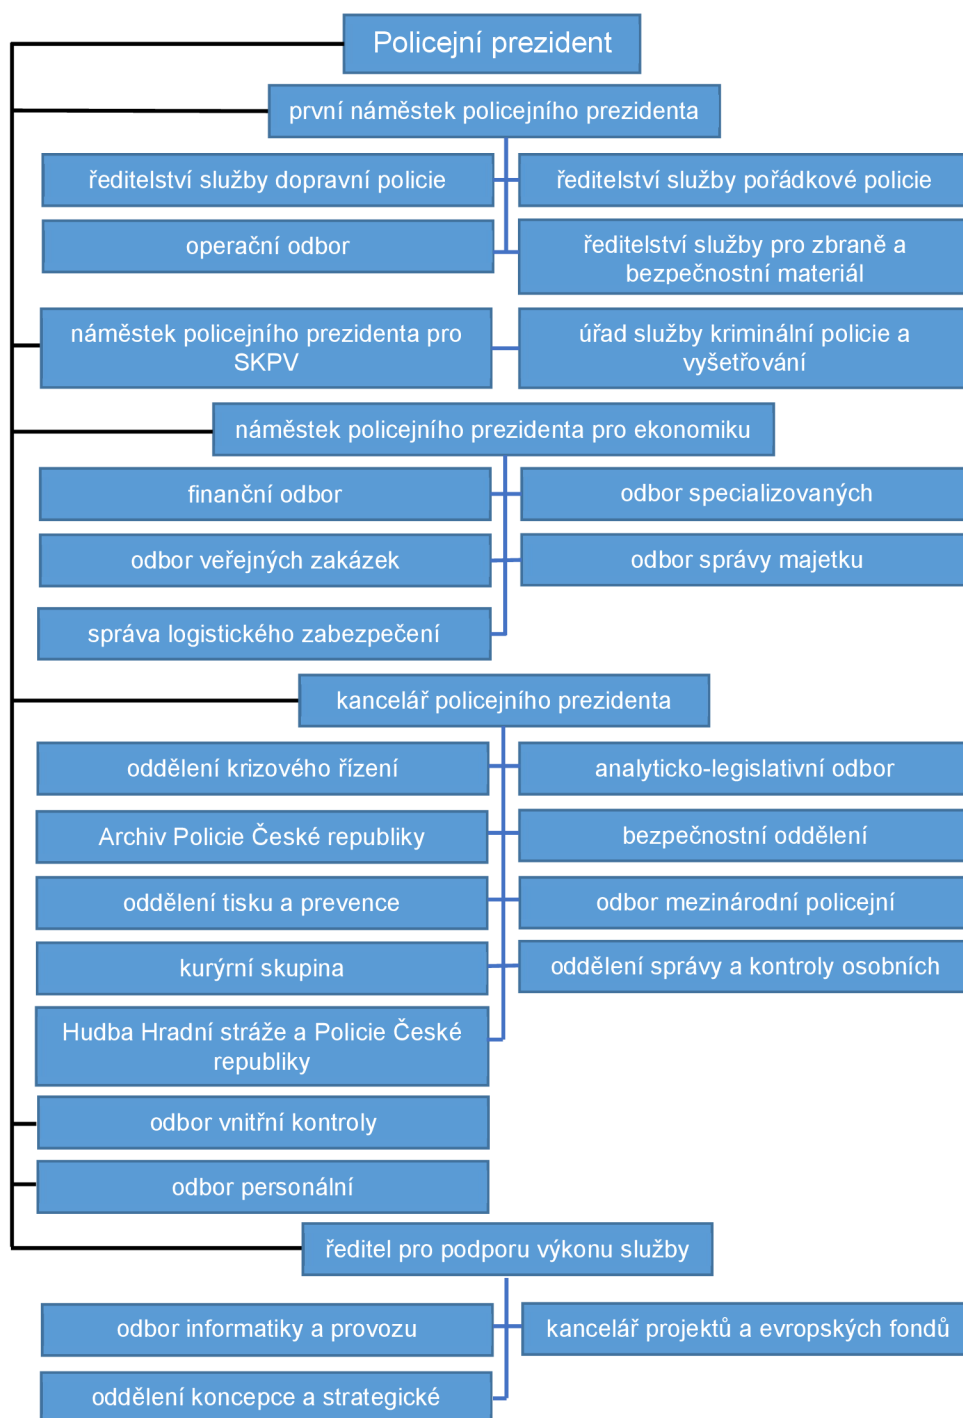 Policejní prezident
první náměstek policejního prezidenta
ředitelství služby dopravní policie
ředitelství služby pořádkové policie
operační odbor
ředitelství služby pro zbraně a
bezpečnostní materiál
náměstek policejního prezidenta pro
SKPV
úřad služby kriminální policie a
vyšetřování
náměstek policejního prezidenta pro ekonomiku
finanční odbor
odbor specializovaných
odbor veřejných zakázek
odbor správy majetku
správa logistického zabezpečení
kancelář policejního prezidenta
oddělení krizového řízení
analyticko-legislativní odbor
Archiv Policie České republiky
bezpečnostní oddělení
oddělení tisku a prevence
odbor mezinárodní policejní
kurýrní skupina
oddělení správy a kontroly osobních
Hudba Hradní stráže a Policie České
republiky
odbor vnitřní kontroly
odbor personální
ředitel pro podporu výkonu služby
odbor informatiky a provozu
kancelář projektů a evropských fondů
oddělení koncepce a strategické